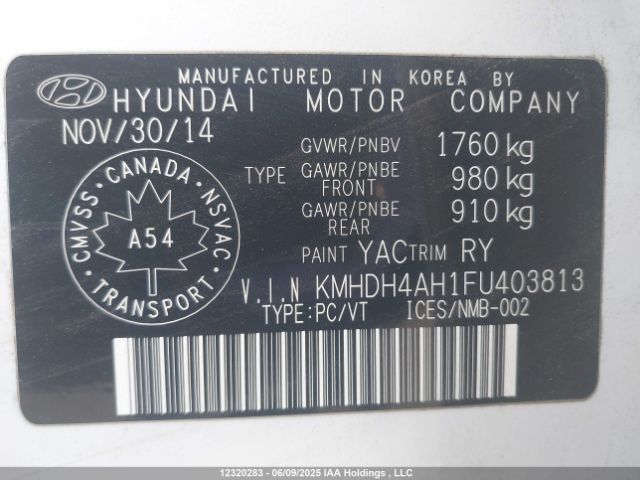 MANUFACTURED IN KOREA BY
HYUNDAI MOTOR COMPANY
NOV/30/14
GVWR/PNBV 1760 kg
TYPE GAWR/PNBE FRONT 980 kg
GAWR/PNBE REAR 910 kg
CANADA
CMVSS
NSVAC
A54
TRANSPORT
PAINT YAC TRIM RY
V.I.N KMHDH4AH1FU403813
TYPE:PC/VT ICES/NMB-002
12320283 - 06/09/2025 IAA Holdings , LLC